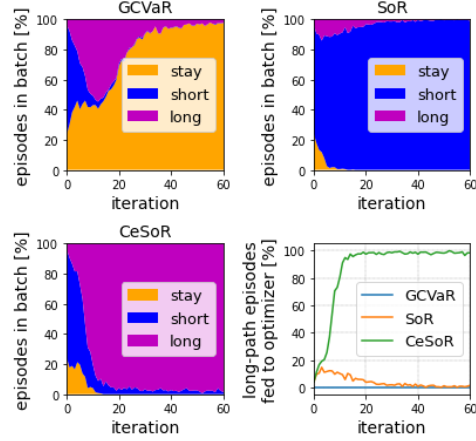 GCVaR
episodes in batch [%]
100
80
60
40
20
0
stay
short
long
0 20 40 60
iteration
SoR
episodes in batch [%]
100
80
60
40
20
0
stay
short
long
0 20 40 60
iteration
CeSoR
episodes in batch [%]
100
80
60
40
20
0
stay
short
long
0 20 40 60
iteration
long-path episodes
fed to optimizer [%]
100
80
60
40
20
0
GCVaR
SoR
CeSoR
0 20 40 60
iteration